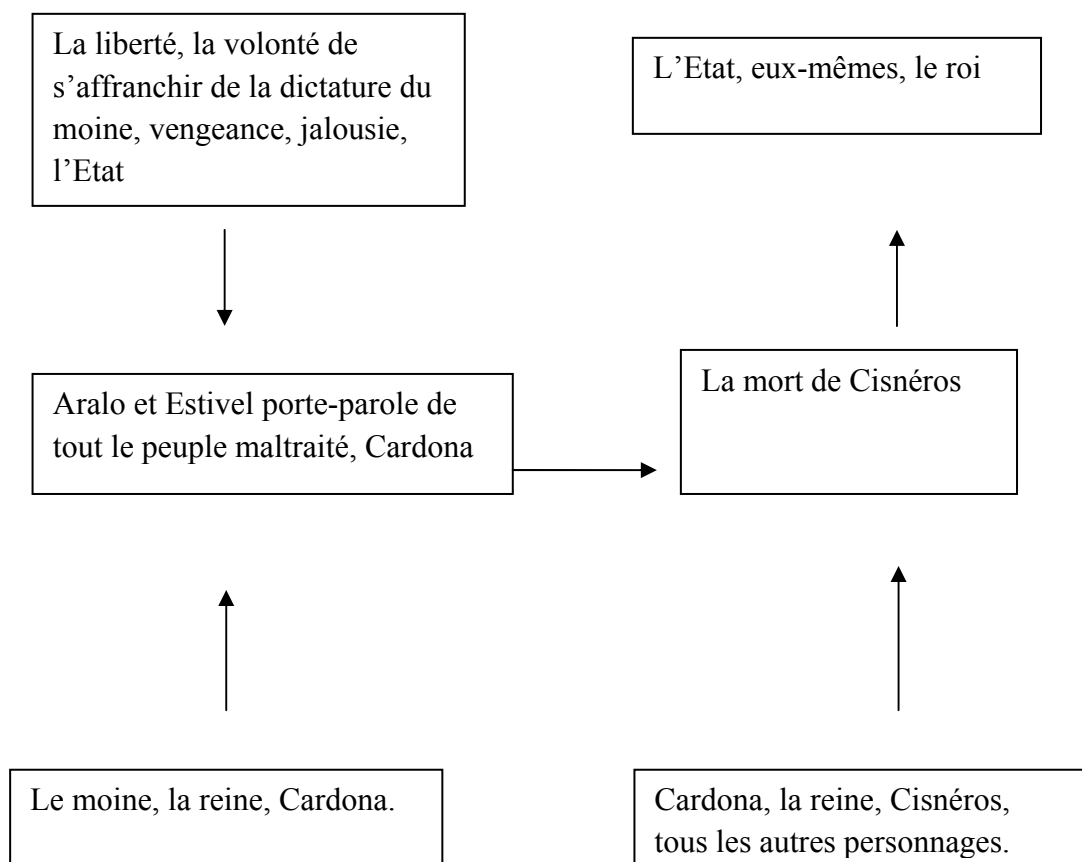 La liberté, la volonté de
s’affranchir de la dictature du
moine, vengeance, jalousie,
l’Etat
L’Etat, eux-mêmes, le roi
Aralo et Estivel porte-parole de
tout le peuple maltraité, Cardona
La mort de Cisnéros
Le moine, la reine, Cardona.
Cardona, la reine, Cisnéros,
tous les autres personnages.